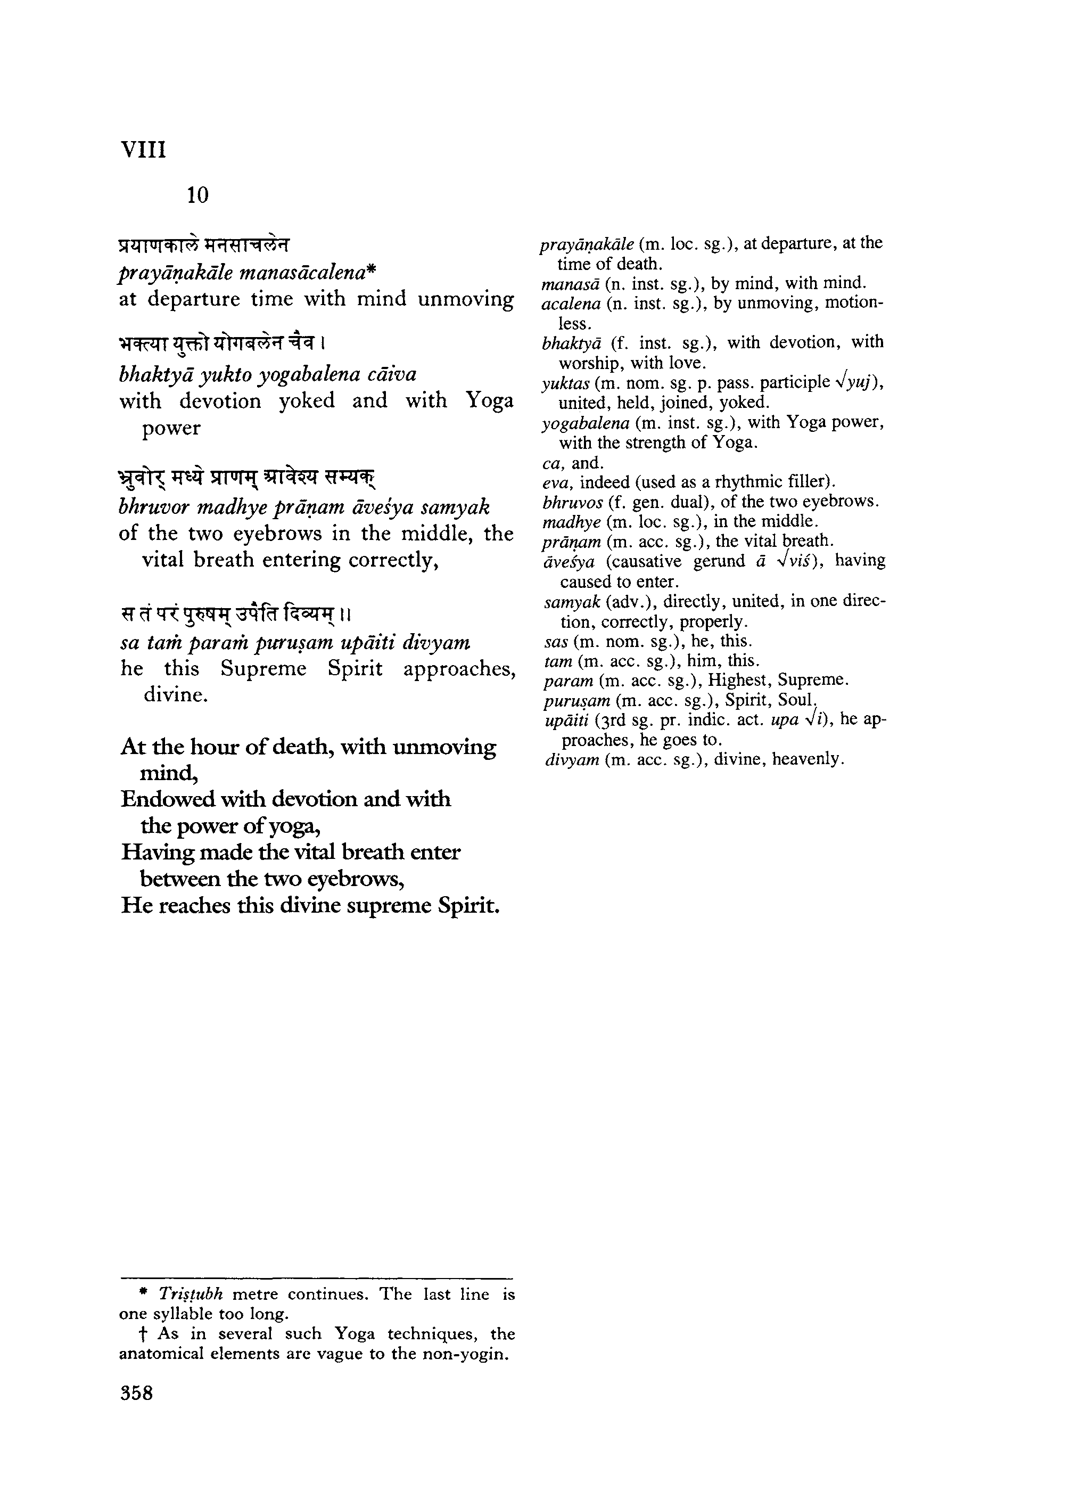 VIII
10
प्रयाणकाले मनसाचलेन
prayāṇakāle manasācalena*
at departure time with mind unmoving
भक्त्या युक्तो योगबलेन चैव ।
bhaktyā yukto yogabalena cāiva
with devotion yoked and with Yoga
power
भ्रुवोर् मध्ये प्राणम् आवेश्य सम्यक्
bhruvor madhye prāṇam āveśya samyak
of the two eyebrows in the middle, the
vital breath entering correctly,
स तं परं पुरुषम् उपैति दिव्यम् ॥
sa taṁ paraṁ puruṣam upāiti divyam
he this Supreme Spirit approaches,
divine.
At the hour of death, with unmoving
mind,
Endowed with devotion and with
the power of yoga,
Having made the vital breath enter
between the two eyebrows,
He reaches this divine supreme Spirit.
prayāṇakāle (m. loc. sg.), at departure, at the
time of death.
manasā (n. inst. sg.), by mind, with mind.
acalena (n. inst. sg.), by unmoving, motion-
less.
bhaktyā (f. inst. sg.), with devotion, with
worship, with love.
yuktas (m. nom. sg. p. pass. participle √yuj),
united, held, joined, yoked.
yogabalena (m. inst. sg.), with Yoga power,
with the strength of Yoga.
ca, and.
eva, indeed (used as a rhythmic filler).
bhruvos (f. gen. dual), of the two eyebrows.
madhye (m. loc. sg.), in the middle.
prāṇam (m. acc. sg.), the vital breath.
āveśya (causative gerund ā √viś), having
caused to enter.
samyak (adv.), directly, united, in one direc-
tion, correctly, properly.
sas (m. nom. sg.), he, this.
tam (m. acc. sg.), him, this.
param (m. acc. sg.), Highest, Supreme.
puruṣam (m. acc. sg.), Spirit, Soul.
upāiti (3rd sg. pr. indic. act. upa √i), he ap-
proaches, he goes to.
divyam (m. acc. sg.), divine, heavenly.
* Triṣṭubh metre continues. The last line is
one syllable too long.
† As in several such Yoga techniques, the
anatomical elements are vague to the non-yogin.
358